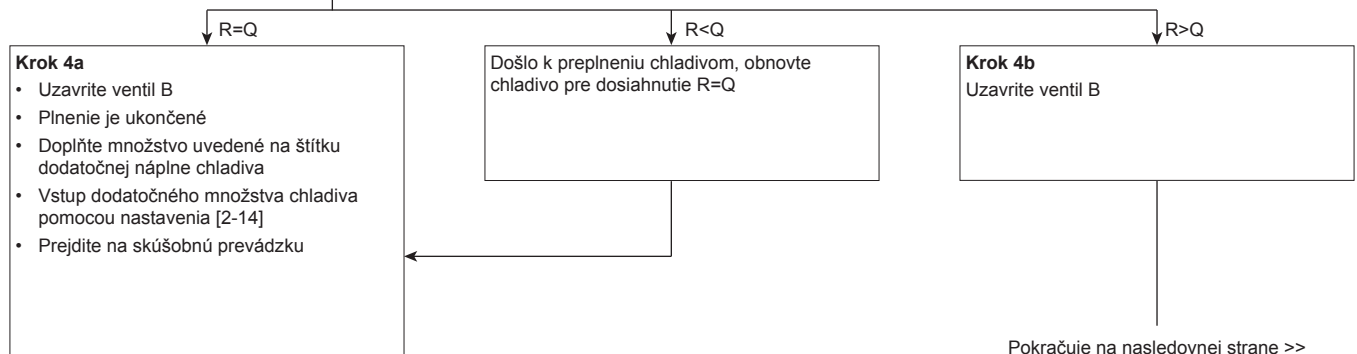 R=Q
R<Q
R>Q
Krok 4a
• Uzavrite ventil B
• Plnenie je ukončené
• Doplňte množstvo uvedené na štítku
dodatočnej náplne chladiva
• Vstup dodatočného množstva chladiva
pomocou nastavenia [2-14]
• Prejdite na skúšobnú prevádzku
Došlo k preplneniu chladivom, obnovte
chladivo pre dosiahnutie R=Q
Krok 4b
Uzavrite ventil B
Pokračuje na nasledovnej strane >>